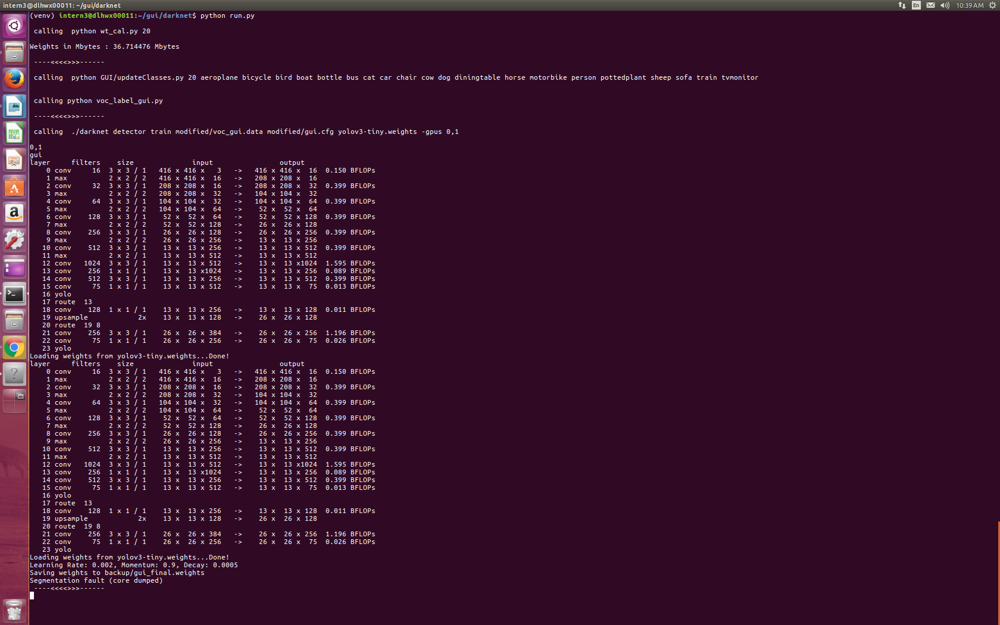 intern3@dlhwx00011: ~/gui/darknet
En
10:39 AM
(venv) intern3@dlhwx00011:~/gui/darknet$ python run.py
calling  python wt_cal.py 20
Weights in Mbytes : 36.714476 Mbytes
----<<<<>>>------
calling  python GUI/updateClasses.py 20 aeroplane bicycle bird boat bottle bus cat car chair cow dog diningtable horse motorbike person pottedplant sheep sofa train tvmonitor
calling python voc_label_gui.py
----<<<<>>>------
calling  ./darknet detector train modified/voc_gui.data modified/gui.cfg yolov3-tiny.weights -gpus 0,1
0,1
gui
layer     filters    size              input                output
0 conv     16  3 x 3 / 1   416 x 416 x   3   ->   416 x 416 x  16  0.150 BFLOPs
1 max          2 x 2 / 2   416 x 416 x  16   ->   208 x 208 x  16
2 conv     32  3 x 3 / 1   208 x 208 x  16   ->   208 x 208 x  32  0.399 BFLOPs
3 max          2 x 2 / 2   208 x 208 x  32   ->   104 x 104 x  32
4 conv     64  3 x 3 / 1   104 x 104 x  32   ->   104 x 104 x  64  0.399 BFLOPs
5 max          2 x 2 / 2   104 x 104 x  64   ->    52 x  52 x  64
6 conv    128  3 x 3 / 1    52 x  52 x  64   ->    52 x  52 x 128  0.399 BFLOPs
7 max          2 x 2 / 2    52 x  52 x 128   ->    26 x  26 x 128
8 conv    256  3 x 3 / 1    26 x  26 x 128   ->    26 x  26 x 256  0.399 BFLOPs
9 max          2 x 2 / 2    26 x  26 x 256   ->    13 x  13 x 256
10 conv    512  3 x 3 / 1    13 x  13 x 256   ->    13 x  13 x 512  0.399 BFLOPs
11 max          2 x 2 / 1    13 x  13 x 512   ->    13 x  13 x 512
12 conv   1024  3 x 3 / 1    13 x  13 x 512   ->    13 x  13 x1024  1.595 BFLOPs
13 conv    256  1 x 1 / 1    13 x  13 x1024   ->    13 x  13 x 256  0.089 BFLOPs
14 conv    512  3 x 3 / 1    13 x  13 x 256   ->    13 x  13 x 512  0.399 BFLOPs
15 conv     75  1 x 1 / 1    13 x  13 x 512   ->    13 x  13 x  75  0.013 BFLOPs
16 yolo
17 route  13
18 conv    128  1 x 1 / 1    13 x  13 x 256   ->    13 x  13 x 128  0.011 BFLOPs
19 upsample            2x    13 x  13 x 128   ->    26 x  26 x 128
20 route  19 8
21 conv    256  3 x 3 / 1    26 x  26 x 384   ->    26 x  26 x 256  1.196 BFLOPs
22 conv     75  1 x 1 / 1    26 x  26 x 256   ->    26 x  26 x  75  0.026 BFLOPs
23 yolo
Loading weights from yolov3-tiny.weights...Done!
layer     filters    size              input                output
0 conv     16  3 x 3 / 1   416 x 416 x   3   ->   416 x 416 x  16  0.150 BFLOPs
1 max          2 x 2 / 2   416 x 416 x  16   ->   208 x 208 x  16
2 conv     32  3 x 3 / 1   208 x 208 x  16   ->   208 x 208 x  32  0.399 BFLOPs
3 max          2 x 2 / 2   208 x 208 x  32   ->   104 x 104 x  32
4 conv     64  3 x 3 / 1   104 x 104 x  32   ->   104 x 104 x  64  0.399 BFLOPs
5 max          2 x 2 / 2   104 x 104 x  64   ->    52 x  52 x  64
6 conv    128  3 x 3 / 1    52 x  52 x  64   ->    52 x  52 x 128  0.399 BFLOPs
7 max          2 x 2 / 2    52 x  52 x 128   ->    26 x  26 x 128
8 conv    256  3 x 3 / 1    26 x  26 x 128   ->    26 x  26 x 256  0.399 BFLOPs
9 max          2 x 2 / 2    26 x  26 x 256   ->    13 x  13 x 256
10 conv    512  3 x 3 / 1    13 x  13 x 256   ->    13 x  13 x 512  0.399 BFLOPs
11 max          2 x 2 / 1    13 x  13 x 512   ->    13 x  13 x 512
12 conv   1024  3 x 3 / 1    13 x  13 x 512   ->    13 x  13 x1024  1.595 BFLOPs
13 conv    256  1 x 1 / 1    13 x  13 x1024   ->    13 x  13 x 256  0.089 BFLOPs
14 conv    512  3 x 3 / 1    13 x  13 x 256   ->    13 x  13 x 512  0.399 BFLOPs
15 conv     75  1 x 1 / 1    13 x  13 x 512   ->    13 x  13 x  75  0.013 BFLOPs
16 yolo
17 route  13
18 conv    128  1 x 1 / 1    13 x  13 x 256   ->    13 x  13 x 128  0.011 BFLOPs
19 upsample            2x    13 x  13 x 128   ->    26 x  26 x 128
20 route  19 8
21 conv    256  3 x 3 / 1    26 x  26 x 384   ->    26 x  26 x 256  1.196 BFLOPs
22 conv     75  1 x 1 / 1    26 x  26 x 256   ->    26 x  26 x  75  0.026 BFLOPs
23 yolo
Loading weights from yolov3-tiny.weights...Done!
Learning Rate: 0.002, Momentum: 0.9, Decay: 0.0005
Saving weights to backup/gui_final.weights
Segmentation fault (core dumped)
----<<<<>>>------